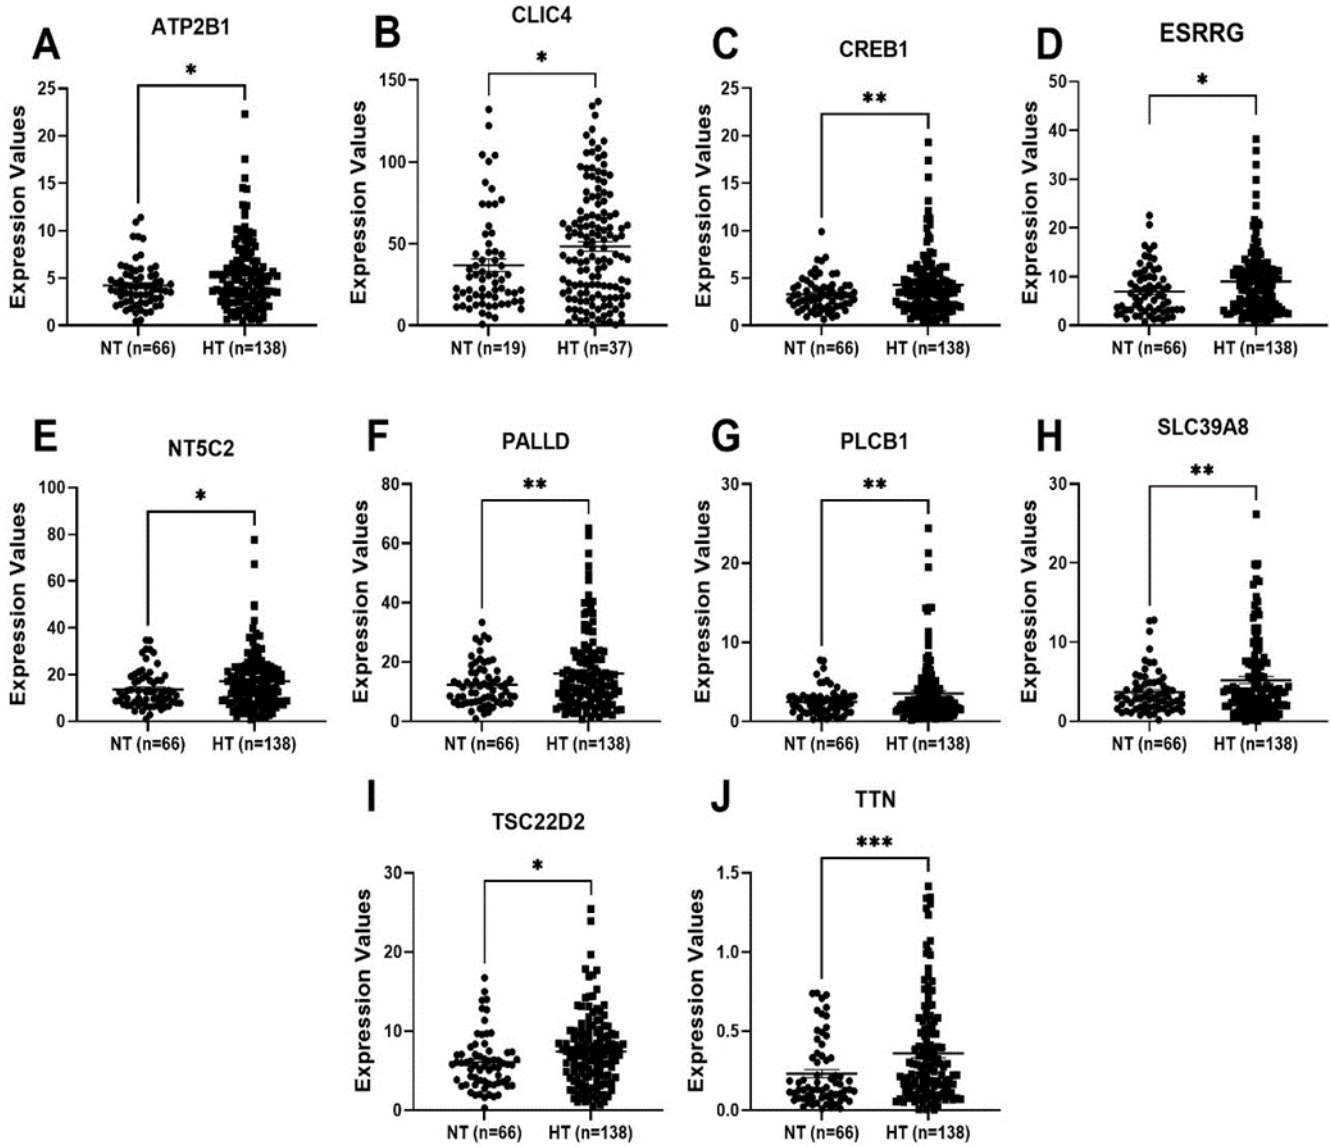 A
ATP2B1
*
Expression Values
25
20
15
10
5
0
NT (n=66) HT (n=138)
B
CLIC4
*
Expression Values
150
100
50
0
NT (n=19) HT (n=37)
C
CREB1
**
Expression Values
25
20
15
10
5
0
NT (n=66) HT (n=138)
D
ESRRG
*
Expression Values
50
40
30
20
10
0
NT (n=66) HT (n=138)
E
NT5C2
*
Expression Values
100
80
60
40
20
0
NT (n=66) HT (n=138)
F
PALLD
**
Expression Values
80
60
40
20
0
NT (n=66) HT (n=138)
G
PLCB1
**
Expression Values
30
20
10
0
NT (n=66) HT (n=138)
H
SLC39A8
**
Expression Values
30
20
10
0
NT (n=66) HT (n=138)
I
TSC22D2
*
Expression Values
30
20
10
0
NT (n=66) HT (n=138)
J
TTN
***
Expression Values
1.5
1.0
0.5
0.0
NT (n=66) HT (n=138)